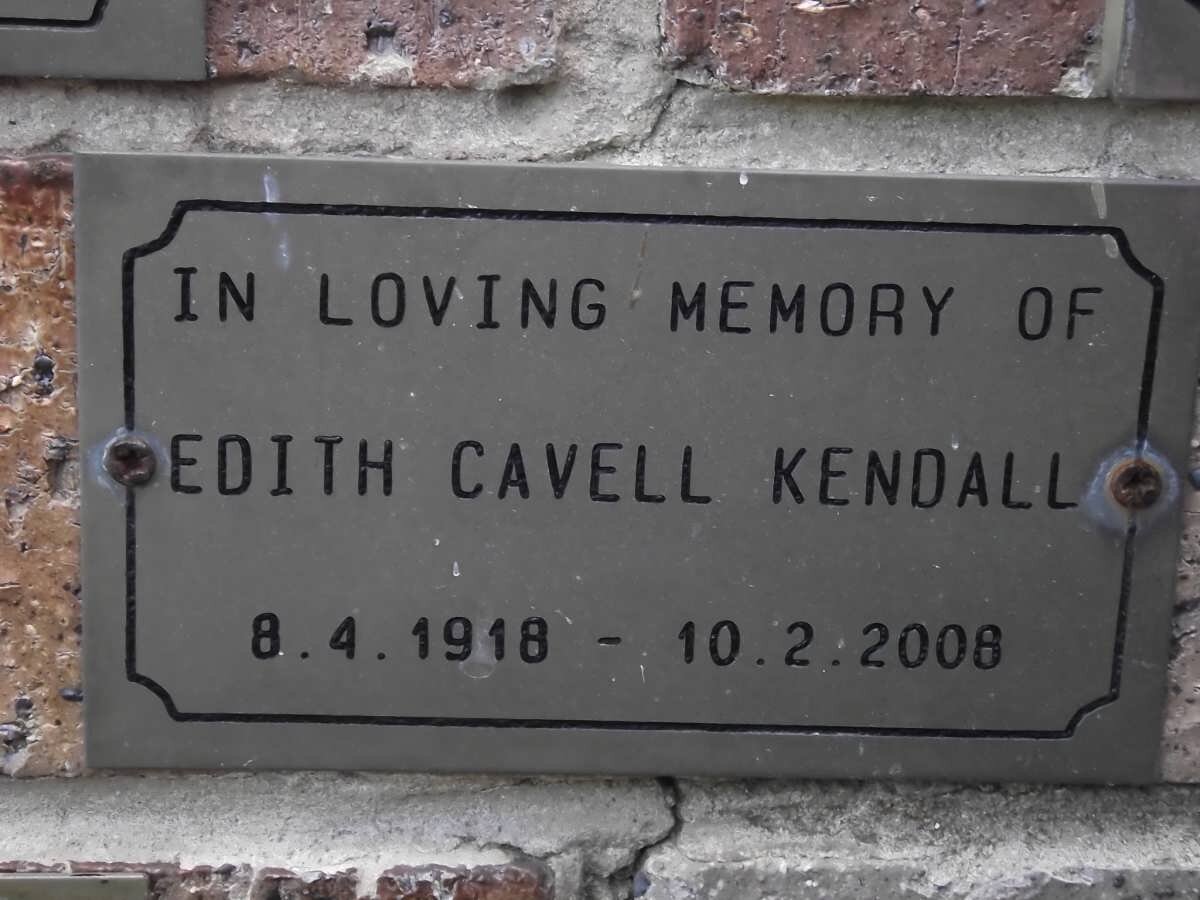 IN LOVING MEMORY OF
EDITH CAVELL KENDALL
8.4.1918 - 10.2.2008